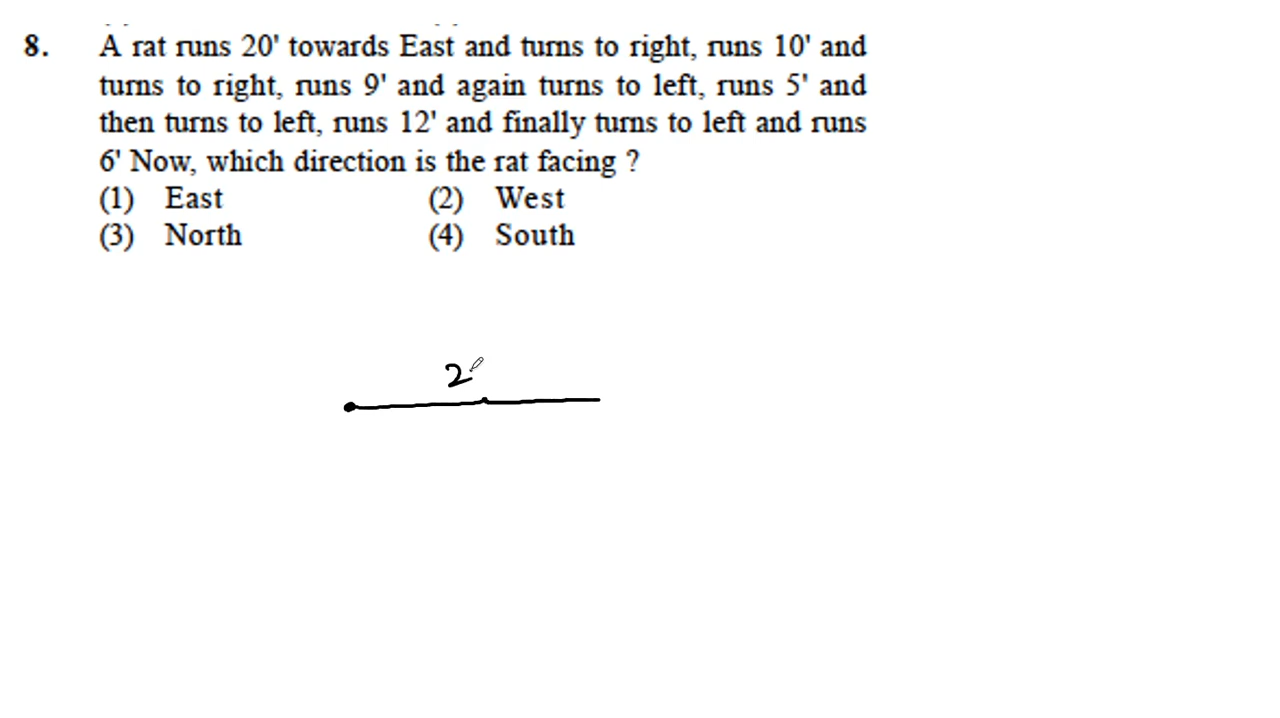 8. A rat runs 20' towards East and turns to right, runs 10' and
turns to right, runs 9' and again turns to left, runs 5' and
then turns to left, runs 12' and finally turns to left and runs
6' Now, which direction is the rat facing ?
(1) East (2) West
(3) North (4) South
2